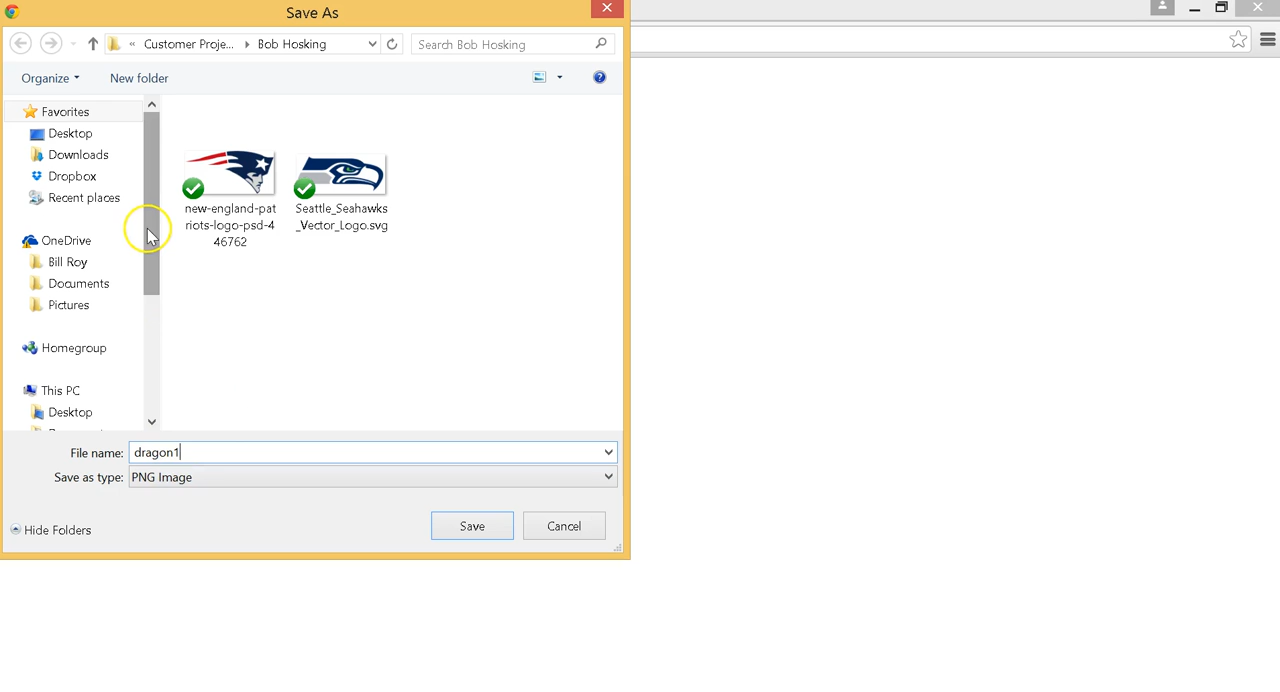 Save As
« Customer Proje... Bob Hosking
Search Bob Hosking
Organize
New folder
Favorites
Desktop
Downloads
Dropbox
Recent places
OneDrive
Bill Roy
Documents
Pictures
Homegroup
This PC
Desktop
new-england-pat
riots-logo-psd-4
46762
Seattle_Seahawks
_Vector_Logo.svg
File name: dragon1
Save as type: PNG Image
Hide Folders
Save
Cancel